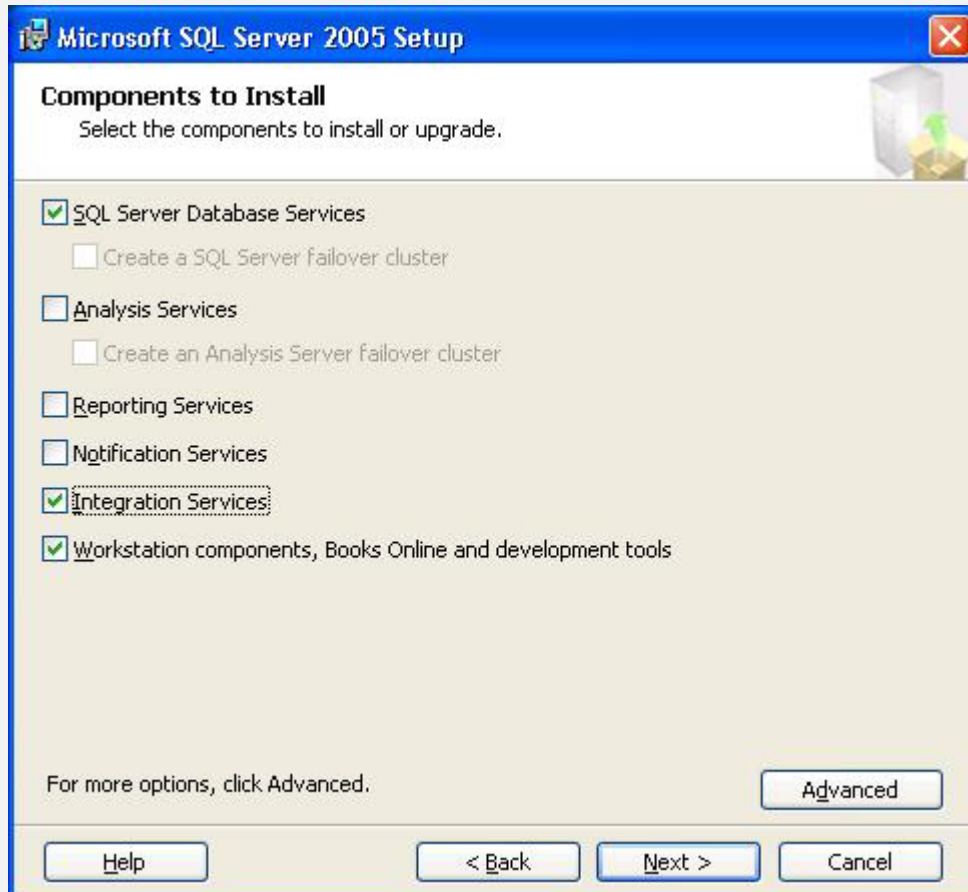 Microsoft SQL Server 2005 Setup
Components to Install
Select the components to install or upgrade.
SQL Server Database Services
Create a SQL Server failover cluster
Analysis Services
Create an Analysis Server failover cluster
Reporting Services
Notification Services
Integration Services
Workstation components, Books Online and development tools
For more options, click Advanced.
Advanced
Help
< Back
Next >
Cancel